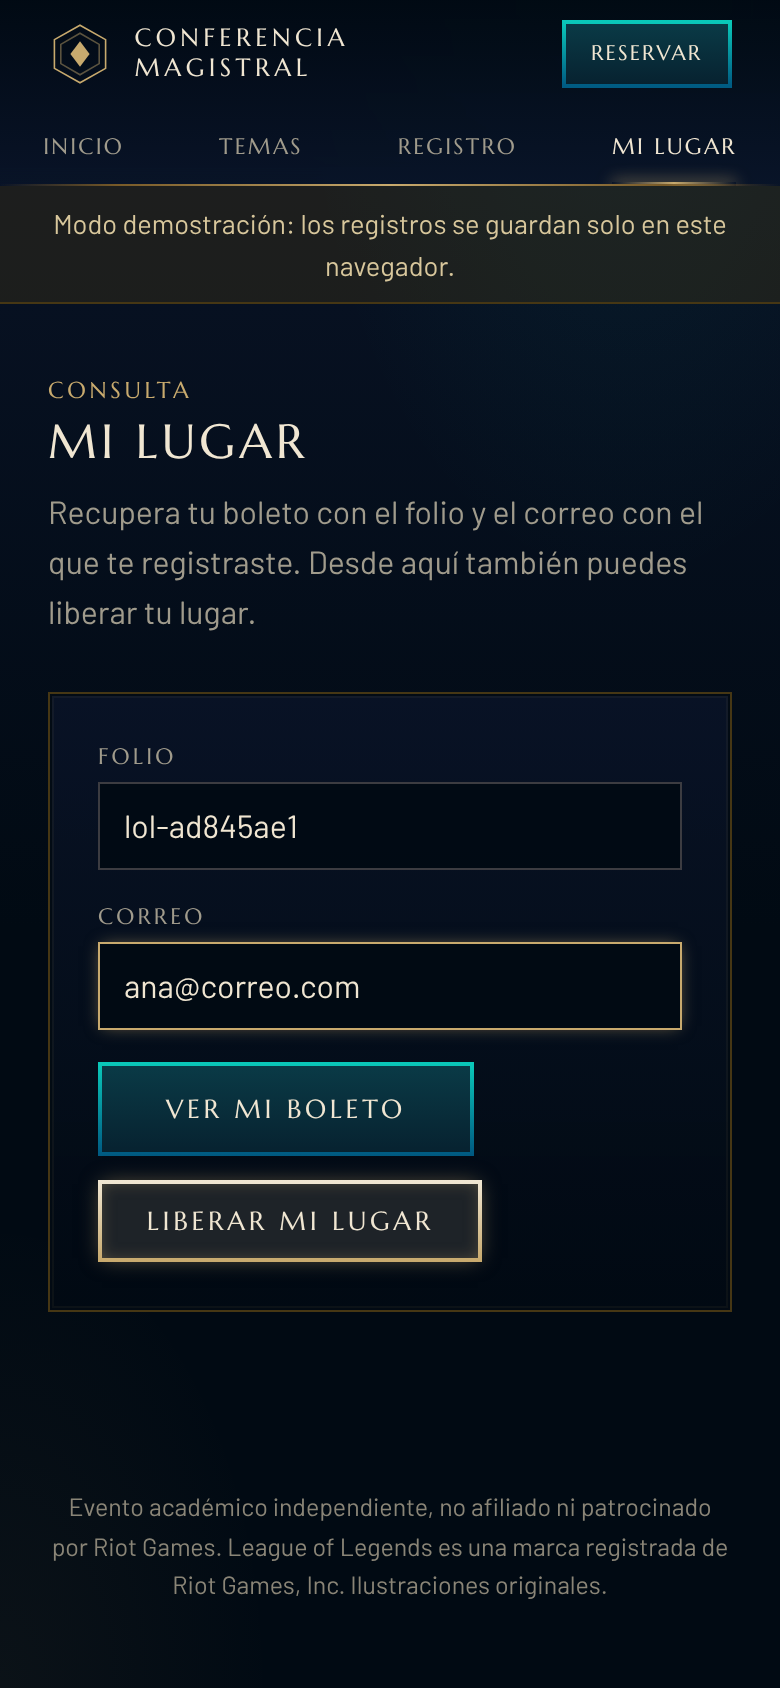 CONFERENCIA
MAGISTRAL
RESERVAR
INICIO TEMAS REGISTRO MI LUGAR
Modo demostración: los registros se guardan solo en este
navegador.
CONSULTA
MI LUGAR
Recupera tu boleto con el folio y el correo con el
que te registraste. Desde aquí también puedes
liberar tu lugar.
FOLIO
lol-ad845ae1
CORREO
ana@correo.com
VER MI BOLETO
LIBERAR MI LUGAR
Evento académico independiente, no afiliado ni patrocinado
por Riot Games. League of Legends es una marca registrada de
Riot Games, Inc. Ilustraciones originales.